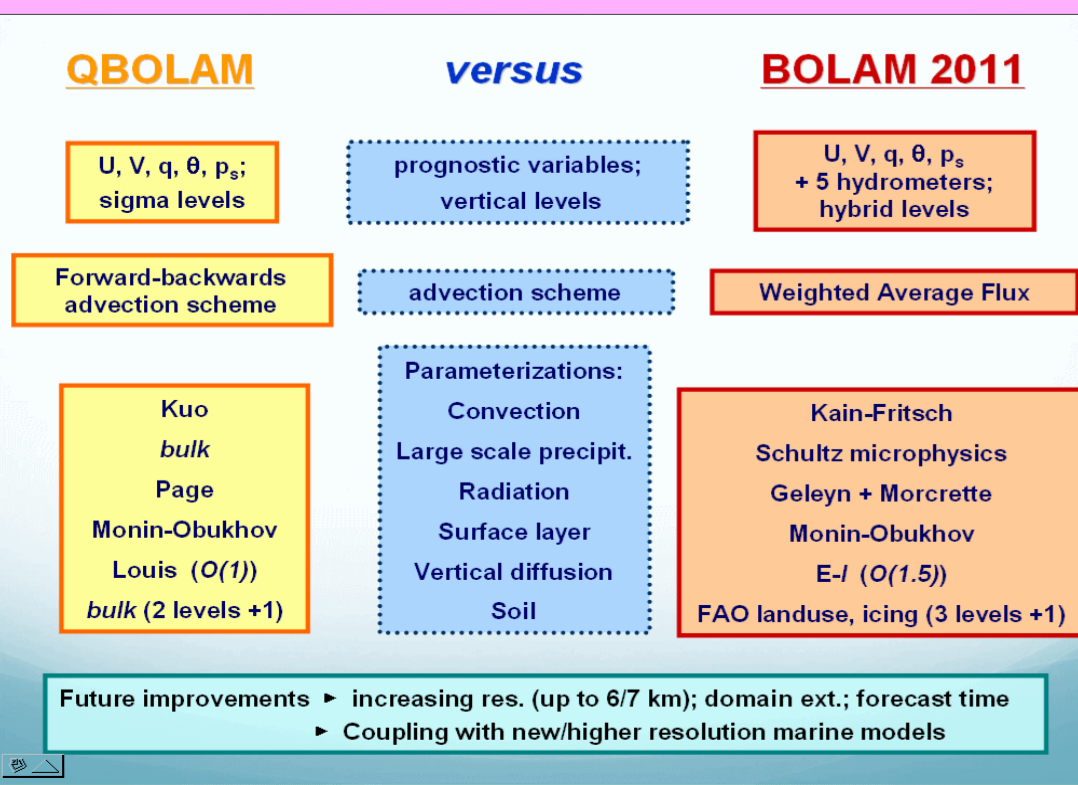 QBOLAM
versus
BOLAM 2011
U, V, q, θ, ps;
sigma levels
prognostic variables;
vertical levels
U, V, q, θ, ps
+ 5 hydrometers;
hybrid levels
Forward-backwards
advection scheme
advection scheme
Weighted Average Flux
Kuo
bulk
Page
Monin-Obukhov
Louis (O(1))
bulk (2 levels +1)
Parameterizations:
Convection
Large scale precipit.
Radiation
Surface layer
Vertical diffusion
Soil
Kain-Fritsch
Schultz microphysics
Geleyn + Morcrette
Monin-Obukhov
E-l (O(1.5))
FAO landuse, icing (3 levels +1)
Future improvements ► increasing res. (up to 6/7 km); domain ext.; forecast time
► Coupling with new/higher resolution marine models